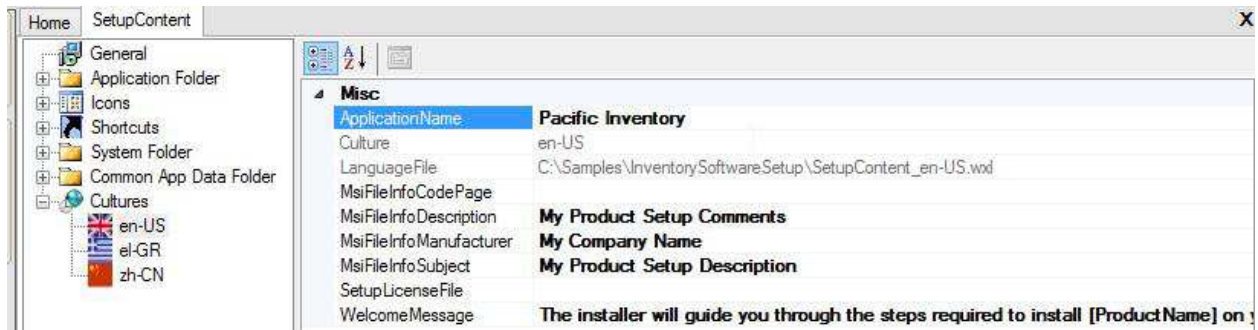 Home SetupContent X
General
Application Folder
Icons
Shortcuts
System Folder
Common App Data Folder
Cultures
en-US
el-GR
zh-CN
A Z
Misc
ApplicationName Pacific Inventory
Culture en-US
LanguageFile C:\Samples\InventorySoftwareSetup\SetupContent_en-US.wxl
MsiFileInfoCodePage
MsiFileInfoDescription My Product Setup Comments
MsiFileInfoManufacturer My Company Name
MsiFileInfoSubject My Product Setup Description
SetupLicenseFile
WelcomeMessage The installer will guide you through the steps required to install [ProductName] on